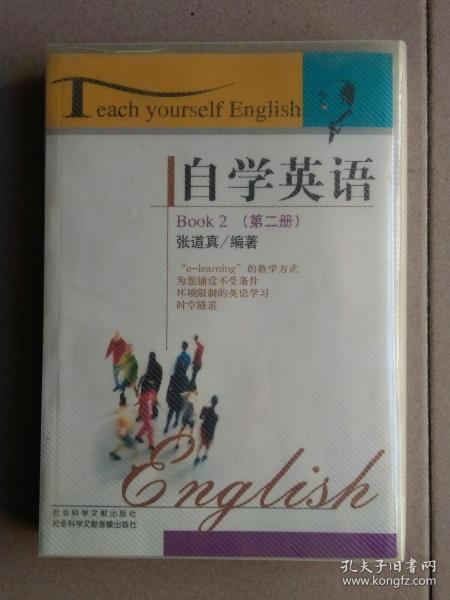 Teach yourself English
自学英语
Book 2 （第二册）
张道真/编著
"e-learning"的教学方式
为您铺设不受条件
环境限制的英语学习
时空隧道
English
社会科学文献出版社
社会科学文献音像出版社
孔夫子旧书网
www.kongfz.com